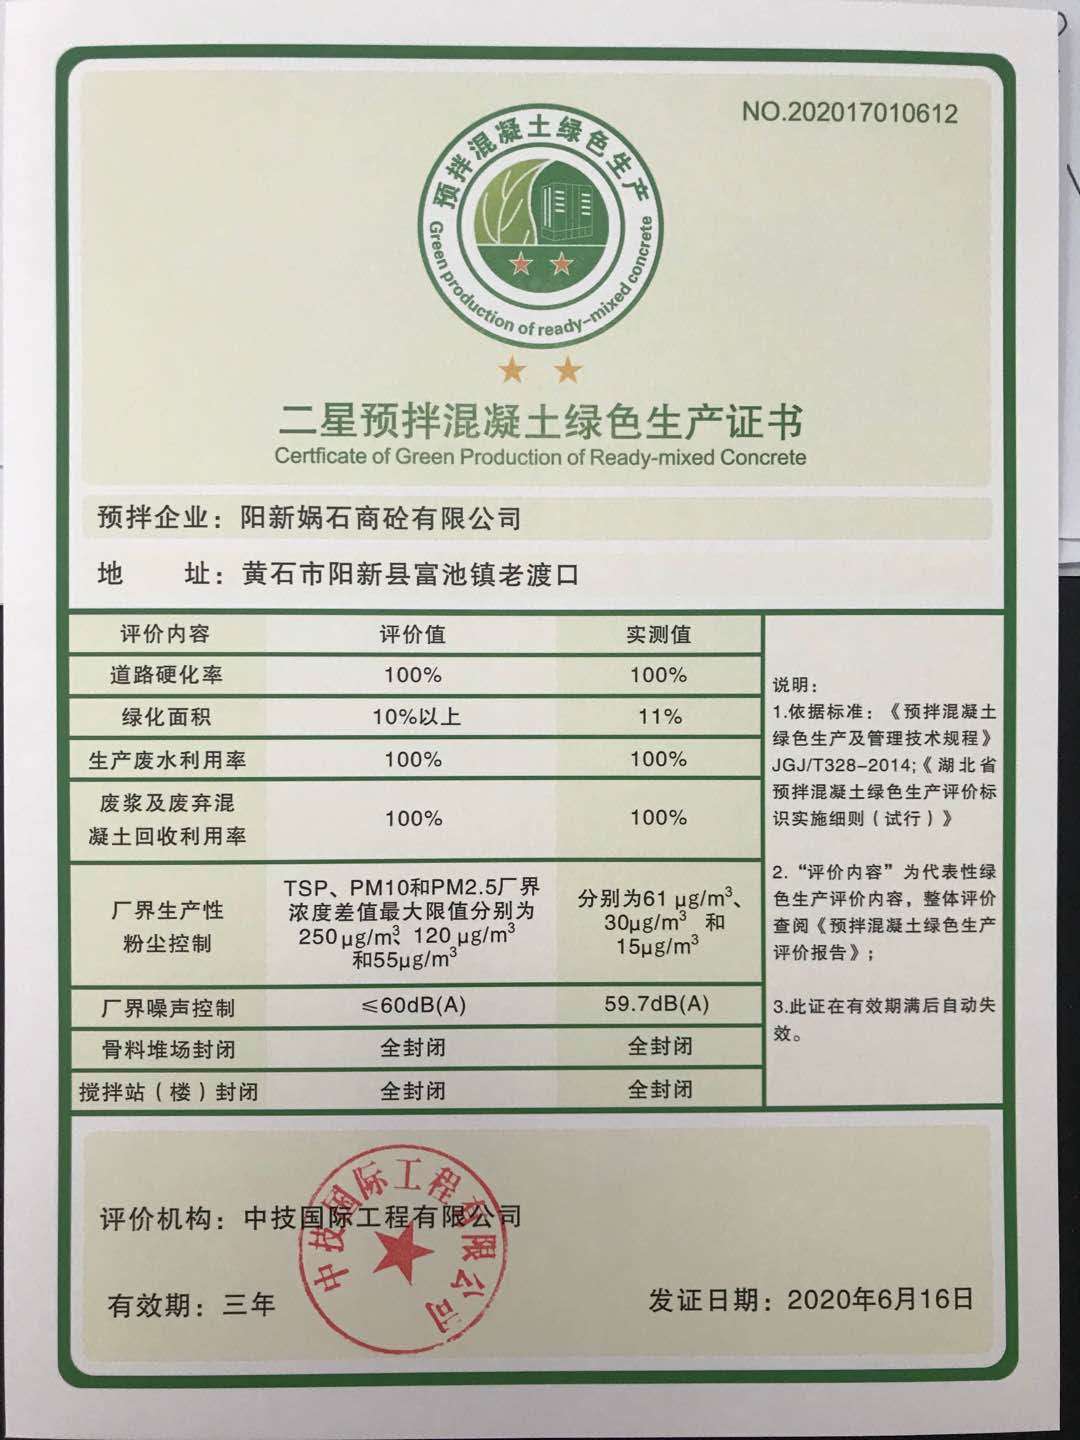 NO.202017010612
预拌混凝土绿色生产
Green production of ready-mixed concrete
二星预拌混凝土绿色生产证书
Certficate of Green Production of Ready-mixed Concrete
预拌企业：阳新娲石商砼有限公司
地 址：黄石市阳新县富池镇老渡口
评价内容 评价值 实测值
道路硬化率 100% 100%
绿化面积 10%以上 11%
生产废水利用率 100% 100%
废浆及废弃混
凝土回收利用率
100% 100%
厂界生产性
粉尘控制
TSP、PM10和PM2.5厂界
浓度差值最大限值分别为
250μg/m³、120μg/m³
和55μg/m³
分别为61 μg/m³、
30μg/m³ 和
15μg/m³
厂界噪声控制 ≤60dB(A) 59.7dB(A)
骨料堆场封闭 全封闭 全封闭
搅拌站（楼）封闭 全封闭 全封闭
说明：
1.依据标准：《预拌混凝土
绿色生产及管理技术规程》
JGJ/T328-2014;《湖北省
预拌混凝土绿色生产评价标
识实施细则（试行）》
2.“评价内容”为代表性绿
色生产评价内容，整体评价
查阅《预拌混凝土绿色生产
评价报告》；
3.此证在有效期满后自动失
效。
评价机构：中技国际工程有限公司
中技国际工程有限公司
有效期：三年
发证日期：2020年6月16日